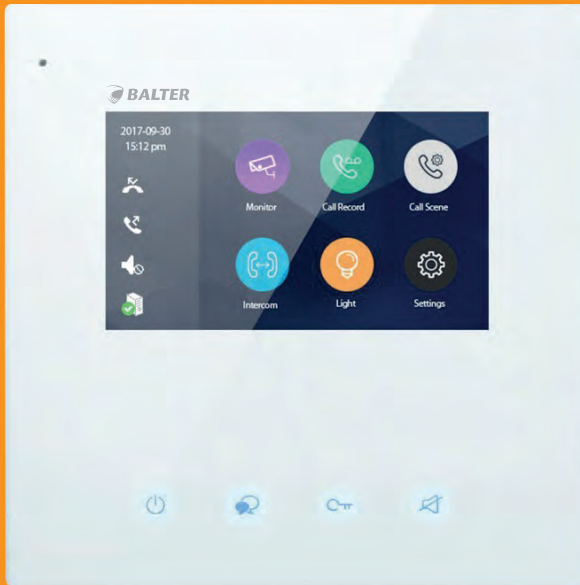 BALTER
2017-09-30
15:12 pm
Monitor
Call Record
Call Scene
Intercom
Light
Settings